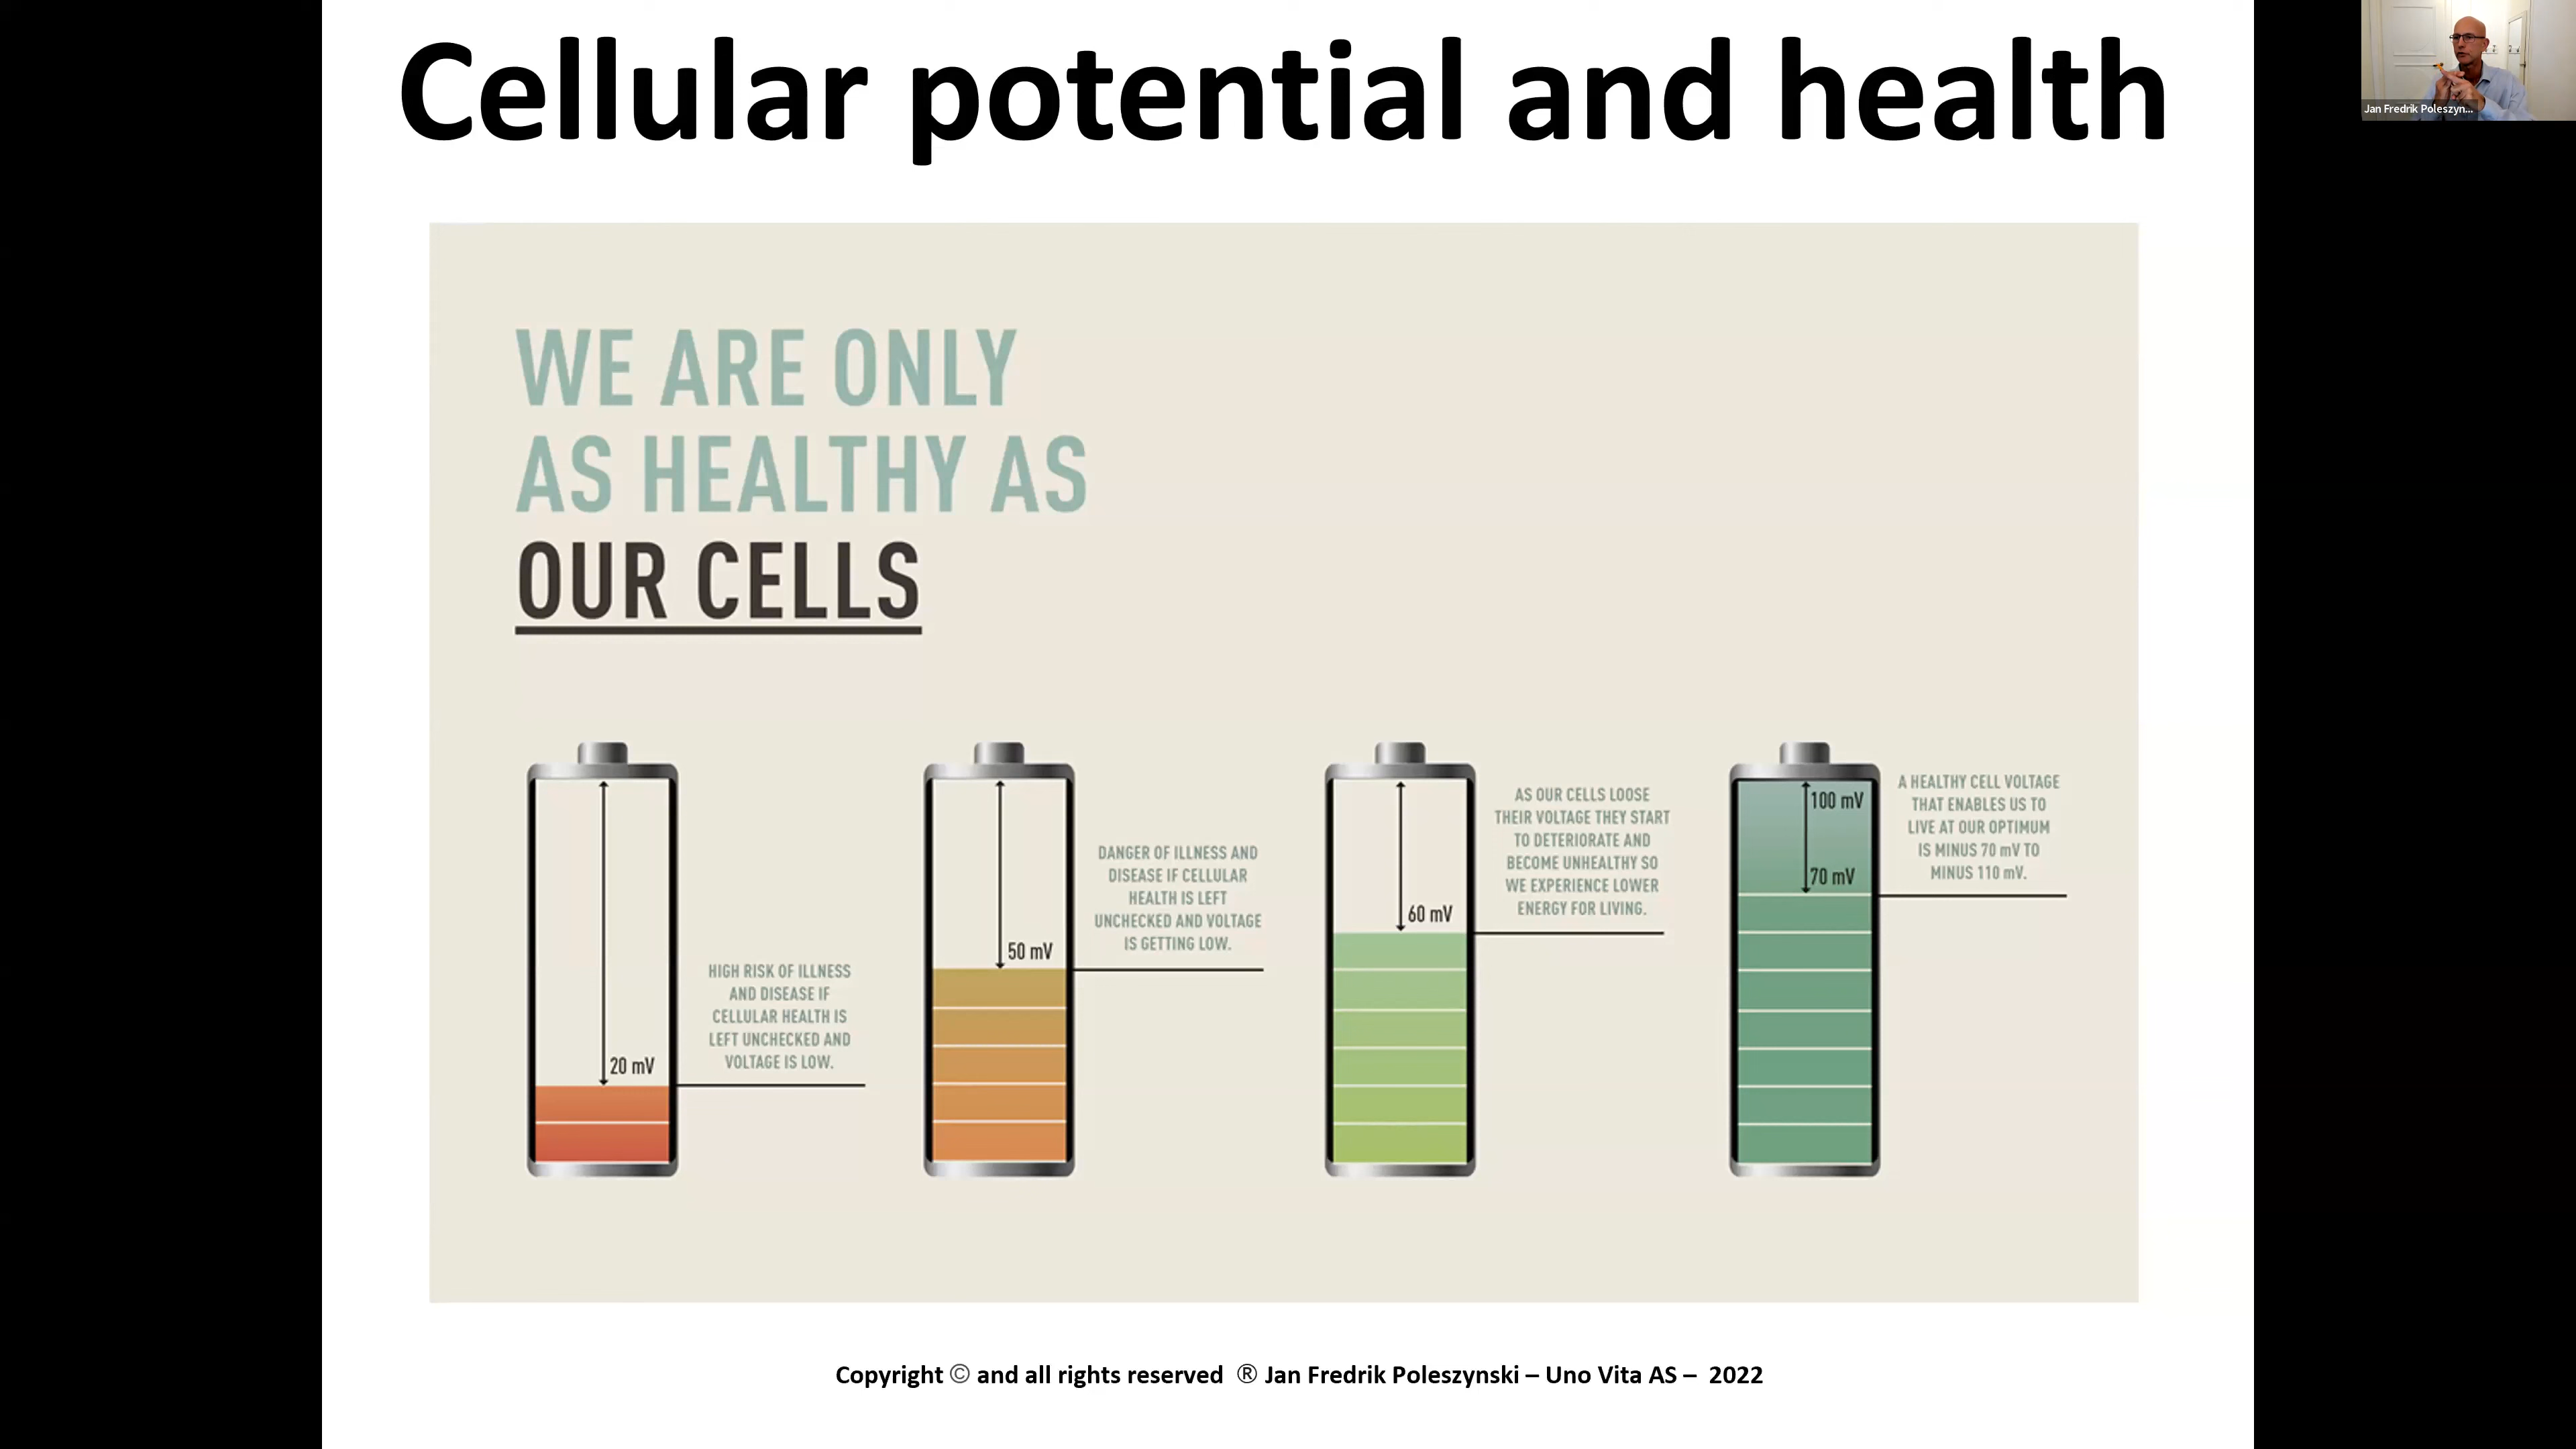 Cellular potential and health
Jan Fredrik Poleszyn...
WE ARE ONLY
AS HEALTHY AS
OUR CELLS
20 mV
HIGH RISK OF ILLNESS
AND DISEASE IF
CELLULAR HEALTH IS
LEFT UNCHECKED AND
VOLTAGE IS LOW.
50 mV
DANGER OF ILLNESS AND
DISEASE IF CELLULAR
HEALTH IS LEFT
UNCHECKED AND VOLTAGE
IS GETTING LOW.
60 mV
AS OUR CELLS LOOSE
THEIR VOLTAGE THEY START
TO DETERIORATE AND
BECOME UNHEALTHY SO
WE EXPERIENCE LOWER
ENERGY FOR LIVING.
100 mV
70 mV
A HEALTHY CELL VOLTAGE
THAT ENABLES US TO
LIVE AT OUR OPTIMUM
IS MINUS 70 mV TO
MINUS 110 mV.
Copyright © and all rights reserved ® Jan Fredrik Poleszynski – Uno Vita AS – 2022